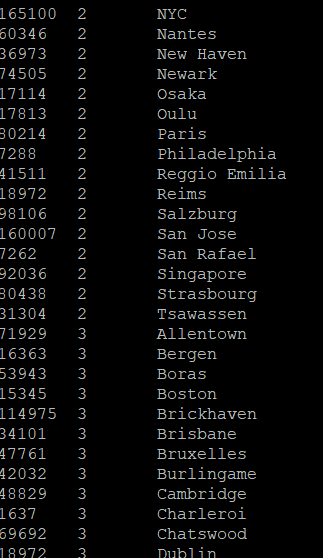 165100 2 NYC
60346 2 Nantes
36973 2 New Haven
74505 2 Newark
17114 2 Osaka
17813 2 Oulu
80214 2 Paris
7288 2 Philadelphia
41511 2 Reggio Emilia
18972 2 Reims
98106 2 Salzburg
160007 2 San Jose
7262 2 San Rafael
92036 2 Singapore
80438 2 Strasbourg
31304 2 Tsawassen
71929 3 Allentown
16363 3 Bergen
53943 3 Boras
15345 3 Boston
114975 3 Brickhaven
34101 3 Brisbane
47761 3 Bruxelles
42032 3 Burlingame
48829 3 Cambridge
1637 3 Charleroi
69692 3 Chatswood
18972 3 Dublin